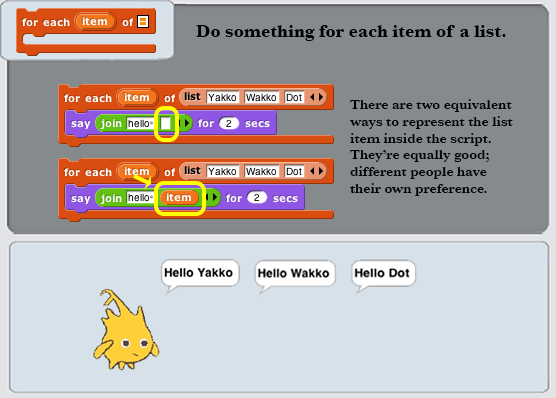 for each item of
Do something for each item of a list.
for each item of list Yakko Wakko Dot
say join hello for 2 secs
for each item of list Yakko Wakko Dot
say join hello item for 2 secs
There are two equivalent
ways to represent the list
item inside the script.
They're equally good;
different people have
their own preference.
Hello Yakko
Hello Wakko
Hello Dot